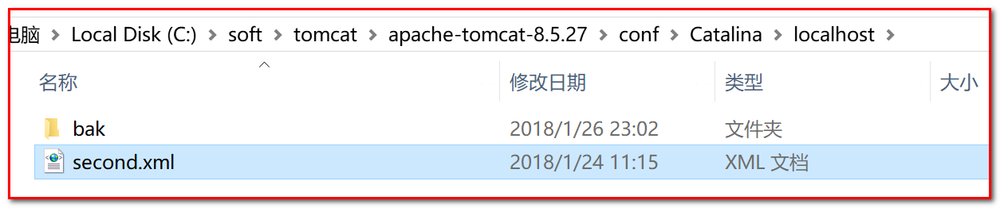 电脑 > Local Disk (C:) > soft > tomcat > apache-tomcat-8.5.27 > conf > Catalina > localhost >
名称 修改日期 类型 大小
bak 2018/1/26 23:02 文件夹
second.xml 2018/1/24 11:15 XML 文档